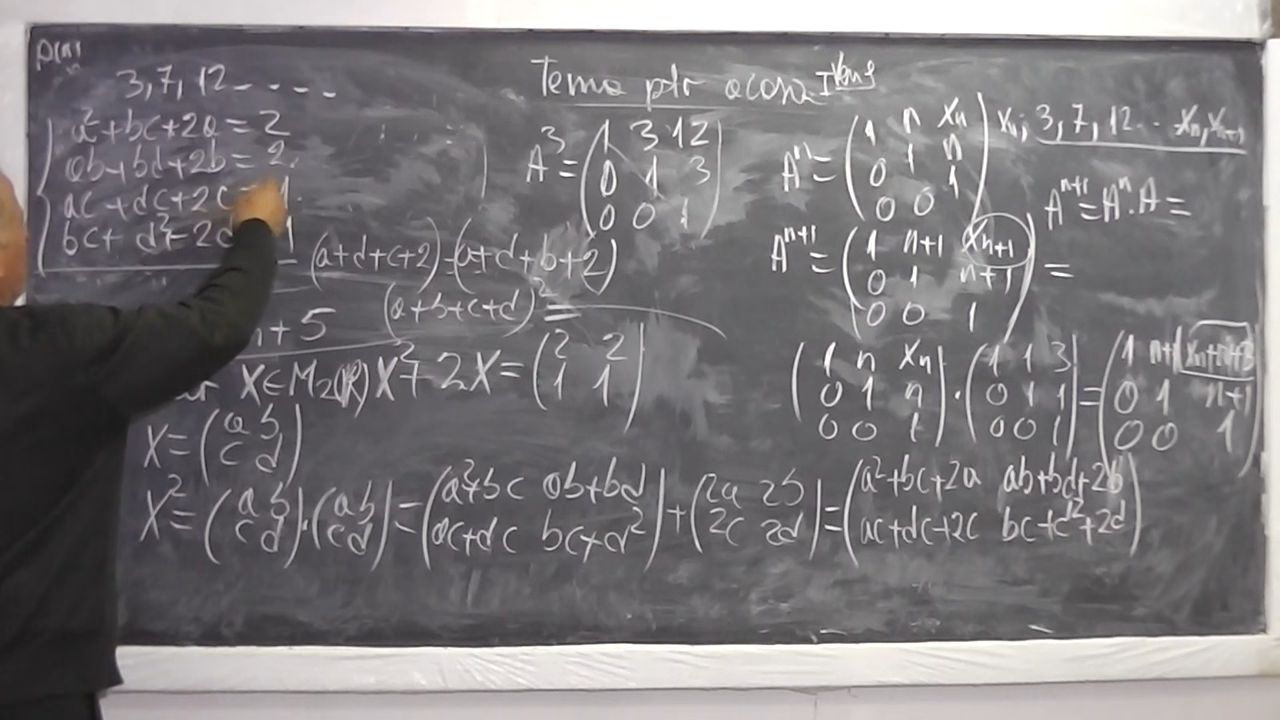 P(n)
3, 7, 12 - - - -
a²+bc+2a=2
ab+bd+2b=2
ac+dc+2c=1
bc+d²+2d 1
(a+d+c+2) (a+d+b+2)
(a+b+c+d)² =
n+5
X∈M₂(R) X²+2X= (2 2
1 1)
X= (a b
c d)
X²= (a b
c d)·(a b
c d)= (a²+bc ab+bd
ac+dc bc+d²)+(2a 2b
2c 2d)=(a²+bc+2a ab+bd+2b
ac+dc+2c bc+d²+2d)
Tema ptr acasa
A³= (1 3 12
0 1 3
0 0 1)
Aⁿ= (1 n xₙ
0 1 n
0 0 1)
xₙ; 3, 7, 12 .. xₙ, xₙ₊₁
Aⁿ⁺¹=Aⁿ.A=
Aⁿ⁺¹= (1 n+1 xₙ₊₁
0 1 n+1
0 0 1) =
(1 n xₙ
0 1 n
0 0 1)·(1 1 3
0 1 1
0 0 1)=(1 n+1 xₙ+n+3
0 1 n+1
0 0 1)